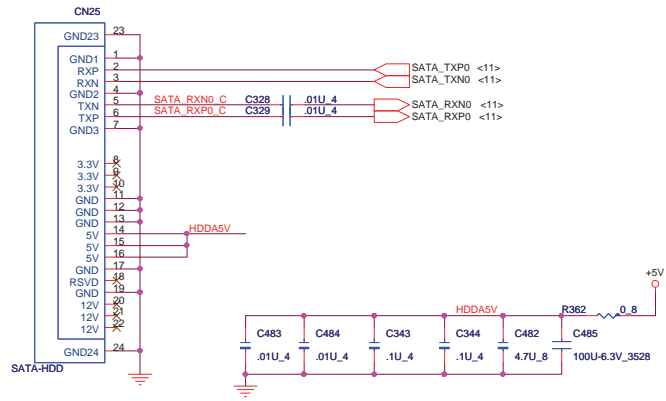 CN25
GND23 23
GND1 1
RXP 2 SATA_TXP0 <11>
RXN 3 SATA_TXN0 <11>
GND2 4
TXN 5 SATA_RXN0_C C328 .01U_4 SATA_RXN0 <11>
TXP 6 SATA_RXP0_C C329 .01U_4 SATA_RXP0 <11>
GND3 7
3.3V 8
3.3V 9
3.3V 10
GND 11
GND 12
GND 13
5V 14 HDDA5V
5V 15
5V 16
GND 17
RSVD 18
GND 19
12V 20
12V 21
12V 22
GND24 24
SATA-HDD
+5V
HDDA5V R362 0_8
C483 C484 C343 C344 C482 C485
.01U_4 .01U_4 .1U_4 .1U_4 4.7U_8 100U-6.3V_3528